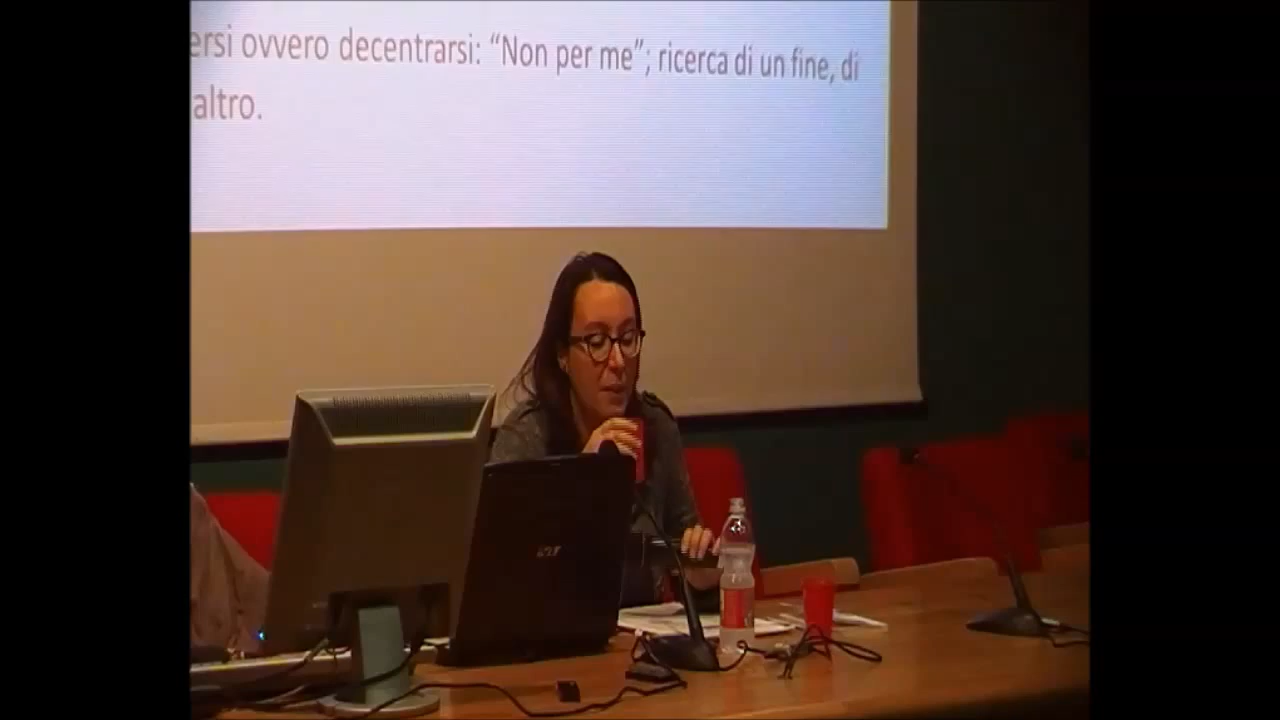 ersi ovvero decentrarsi: “Non per me”; ricerca di un fine, di
altro.